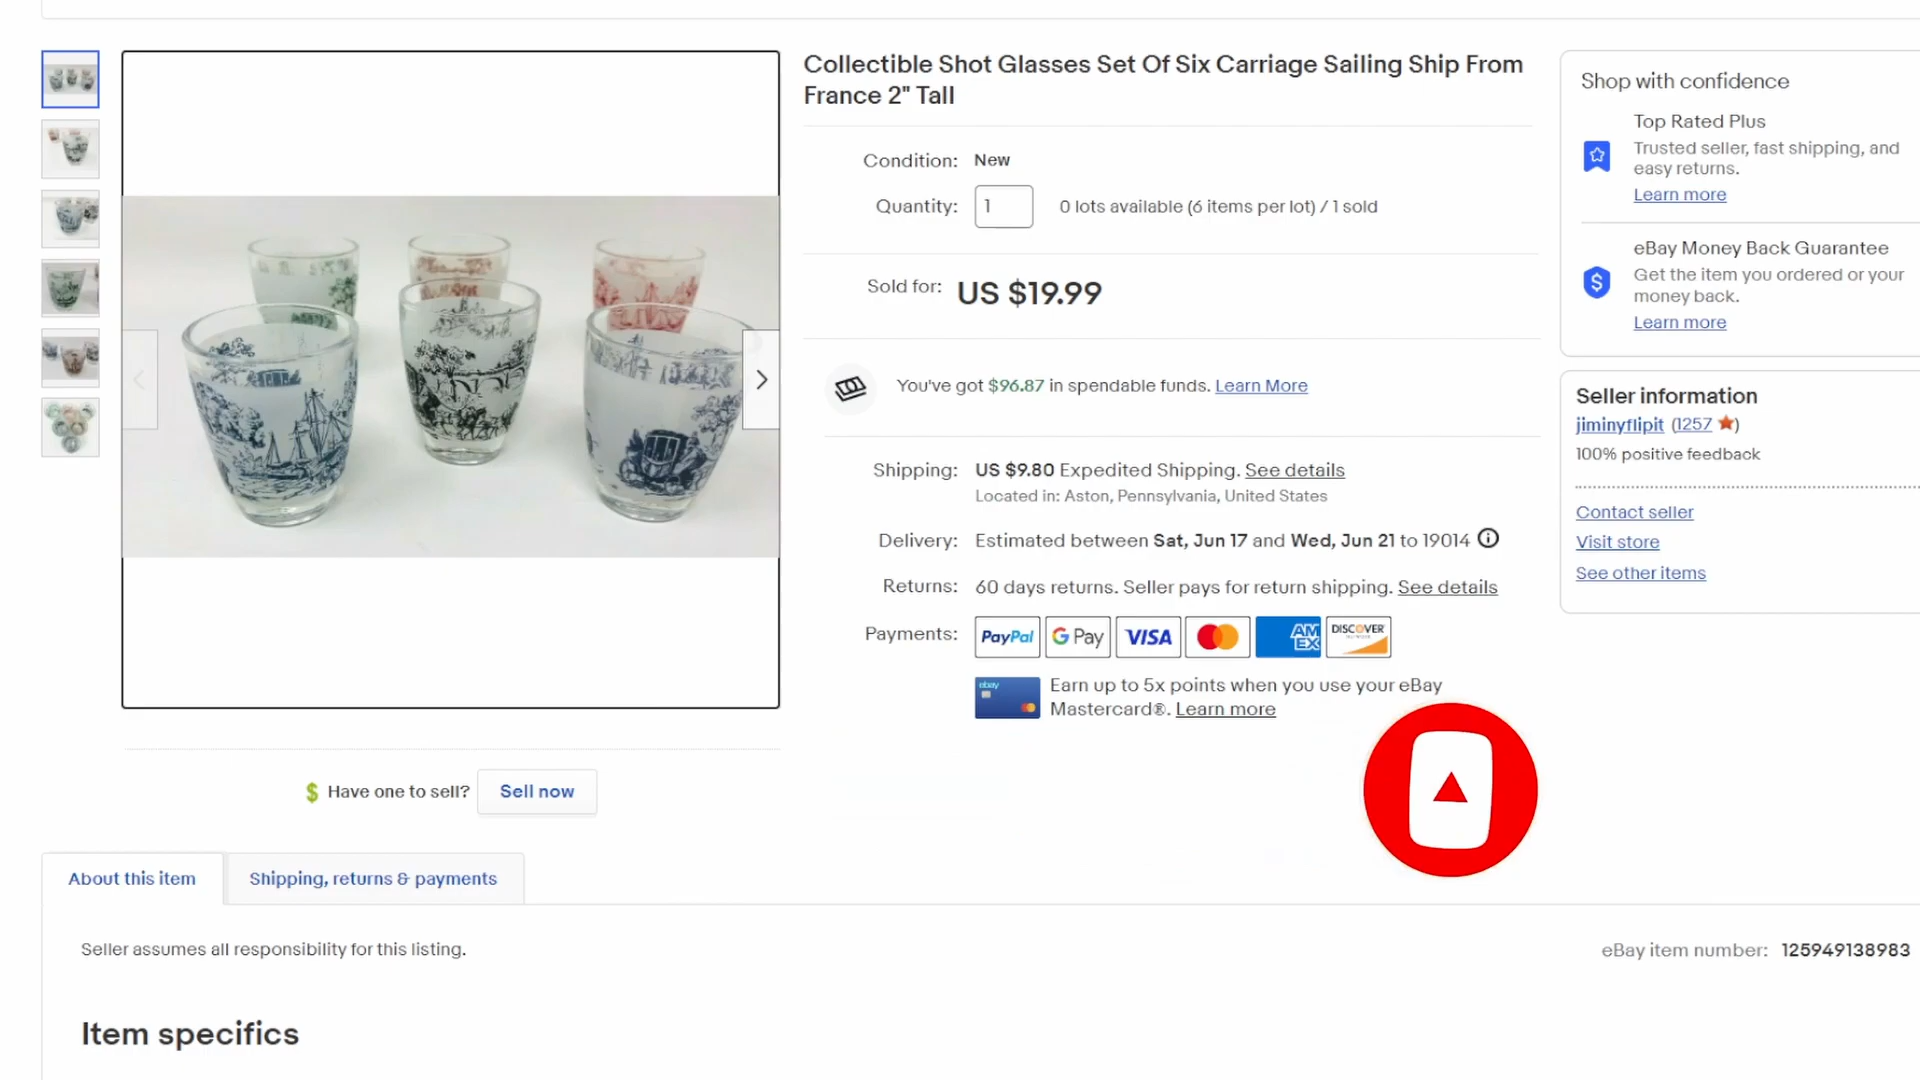 Collectible Shot Glasses Set Of Six Carriage Sailing Ship From
France 2" Tall
Condition: New
Quantity: 1 0 lots available (6 items per lot) / 1 sold
Sold for: US $19.99
You've got $96.87 in spendable funds. Learn More
Shipping: US $9.80 Expedited Shipping. See details
Located in: Aston, Pennsylvania, United States
Delivery: Estimated between Sat, Jun 17 and Wed, Jun 21 to 19014
Returns: 60 days returns. Seller pays for return shipping. See details
Payments: PayPal G Pay VISA AM EX DISCOVER
ebay
Earn up to 5x points when you use your eBay
Mastercard®. Learn more
Shop with confidence
Top Rated Plus
Trusted seller, fast shipping, and
easy returns.
Learn more
eBay Money Back Guarantee
Get the item you ordered or your
money back.
Learn more
Seller information
jiminyflipit (1257)
100% positive feedback
Contact seller
Visit store
See other items
$ Have one to sell? Sell now
About this item
Shipping, returns & payments
Seller assumes all responsibility for this listing.
eBay item number: 125949138983
Item specifics